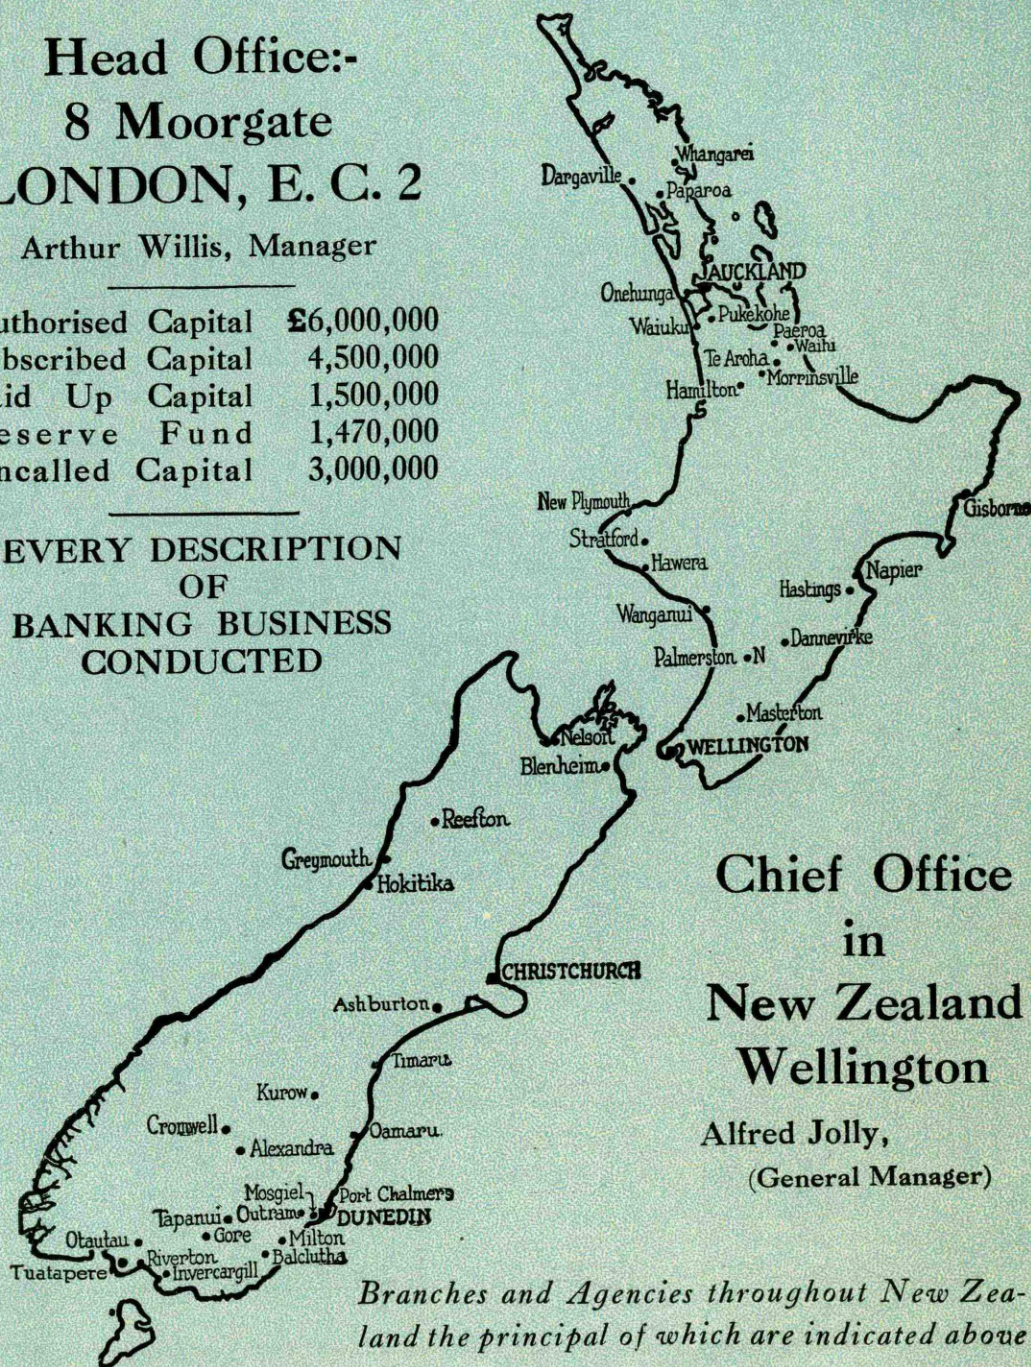 Head Office:-
8 Moorgate
LONDON, E. C. 2
Arthur Willis, Manager
uthorised Capital £6,000,000
bscribed Capital 4,500,000
id Up Capital 1,500,000
eserve Fund 1,470,000
ncalled Capital 3,000,000
EVERY DESCRIPTION
OF
BANKING BUSINESS
CONDUCTED
Whangarei
Dargaville
Paparoa
AUCKLAND
Onehunga
Pukekohe
Waiuku
Paeroa
Waihi
Te Aroha
Morrinsville
Hamilton
New Plymouth
Gisborne
Stratford
Hawera
Napier
Hastings
Wanganui
Dannevirke
Palmerston N
Masterton
Nelson
WELLINGTON
Blenheim
Reefton
Greymouth
Hokitika
CHRISTCHURCH
Ashburton
Timaru
Kurow
Cromwell
Oamaru
Alexandra
Mosgiel
Port Chalmers
Tapanui
Outram
DUNEDIN
Otautau
Gore
Milton
Riverton
Balclutha
Tuatapere
Invercargill
Chief Office
in
New Zealand
Wellington
Alfred Jolly,
(General Manager)
Branches and Agencies throughout New Zea-
land the principal of which are indicated above